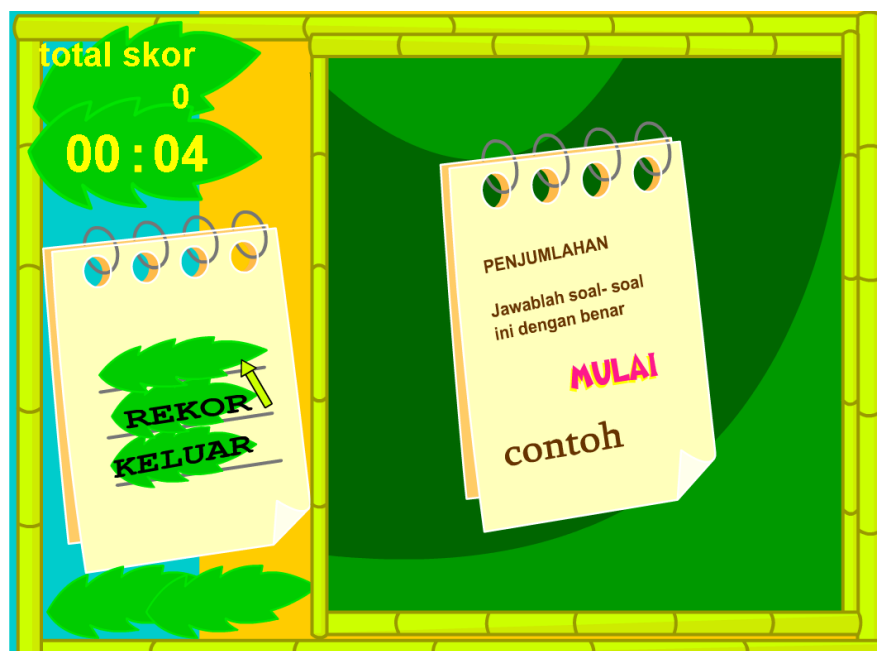 total skor
0
00:04
REKOR
KELUAR
PENJUMLAHAN
Jawablah soal- soal
ini dengan benar
MULAI
contoh